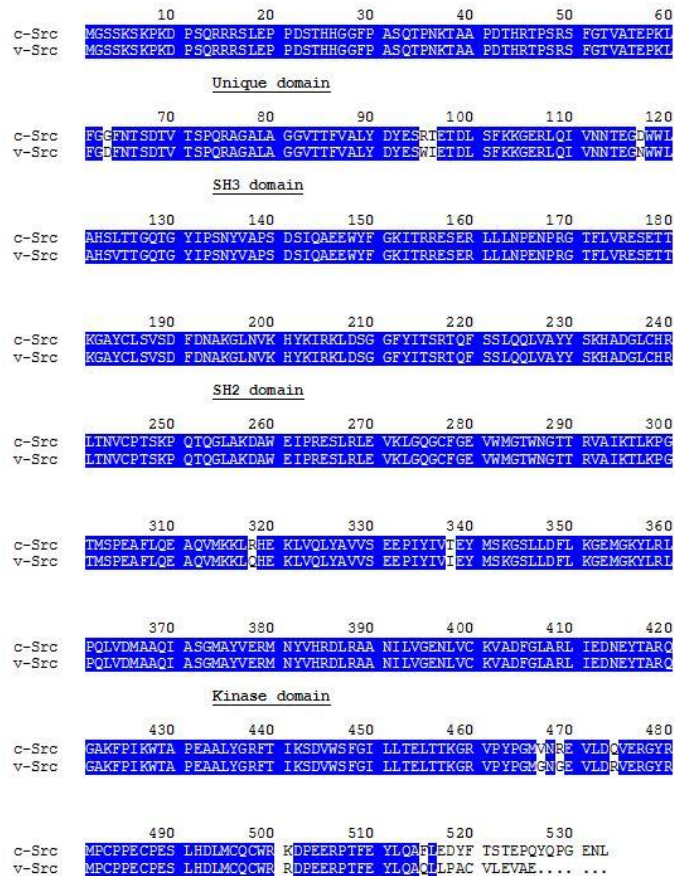 10 20 30 40 50 60
c-Src MGSSKSKPKD PSQRRRSLEP PDSTHHGGFP ASQTPNKTAA PDTHRTPSRS FGTVATEPKL
v-Src MGSSKSKPKD PSQRRRSLEP PDSTHHGGFP ASQTPNKTAA PDTHRTPSRS FGTVATEPKL
Unique domain
70 80 90 100 110 120
c-Src FGGFNTSDTV TSPQRAGALA GGVTTFVALY DYESRTETDL SFKKGERLQI VNNTEGDWWL
v-Src FGDFNTSDTV TSPQRAGALA GGVTTFVALY DYESWIETDL SFKKGERLQI VNNTEGNWWL
SH3 domain
130 140 150 160 170 180
c-Src AHSLTTGQTG YIPSNYVAPS DSIQAEEWYF GKITRRESER LLLNPENPRG TFLVRESETT
v-Src AHSVTTGQTG YIPSNYVAPS DSIQAEEWYF GKITRRESER LLLNPENPRG TFLVRESETT
190 200 210 220 230 240
c-Src KGAYCLSVSD FDNAKGLNVK HYKIRKLDSG GFYITSRTQF SSLQQLVAYY SKHADGLCHR
v-Src KGAYCLSVSD FDNAKGLNVK HYKIRKLDSG GFYITSRTQF SSLQQLVAYY SKHADGLCHR
SH2 domain
250 260 270 280 290 300
c-Src LTNVCPTSKP QTQGLAKDAW EIPRESLRLE VKLGQGCFGE VWMGTWNGTT RVAIKTLKPG
v-Src LTNVCPTSKP QTQGLAKDAW EIPRESLRLE VKLGQGCFGE VWMGTWNGTT RVAIKTLKPG
310 320 330 340 350 360
c-Src TMSPEAFLQE AQVMKKLRHE KLVQLYAVVS EEPIYIVTEY MSKGSLLDFL KGEMGKYLRL
v-Src TMSPEAFLQE AQVMKKLQHE KLVQLYAVVS EEPIYIVIEY MSKGSLLDFL KGEMGKYLRL
370 380 390 400 410 420
c-Src PQLVDMAAQI ASGMAYVERM NYVHRDLRAA NILVGENLVC KVADFGLARL IEDNEYTARQ
v-Src PQLVDMAAQI ASGMAYVERM NYVHRDLRAA NILVGENLVC KVADFGLARL IEDNEYTARQ
Kinase domain
430 440 450 460 470 480
c-Src GAKFPIKWTA PEAALYGRFT IKSDVWSFGI LLTELTTKGR VPYPGMVNRE VLDQVERGYR
v-Src GAKFPIKWTA PEAALYGRFT IKSDVWSFGI LLTELTTKGR VPYPGMGNGE VLDRVERGYR
490 500 510 520 530
c-Src MPCPPECPES LHDLMCQCWR KDPEERPTFE YLQAFLEDYF TSTEPQYQPG ENL
v-Src MPCPPECPES LHDLMCQCWR RDPEERPTFE YLQAQLLPAC VLEVAE.... ...